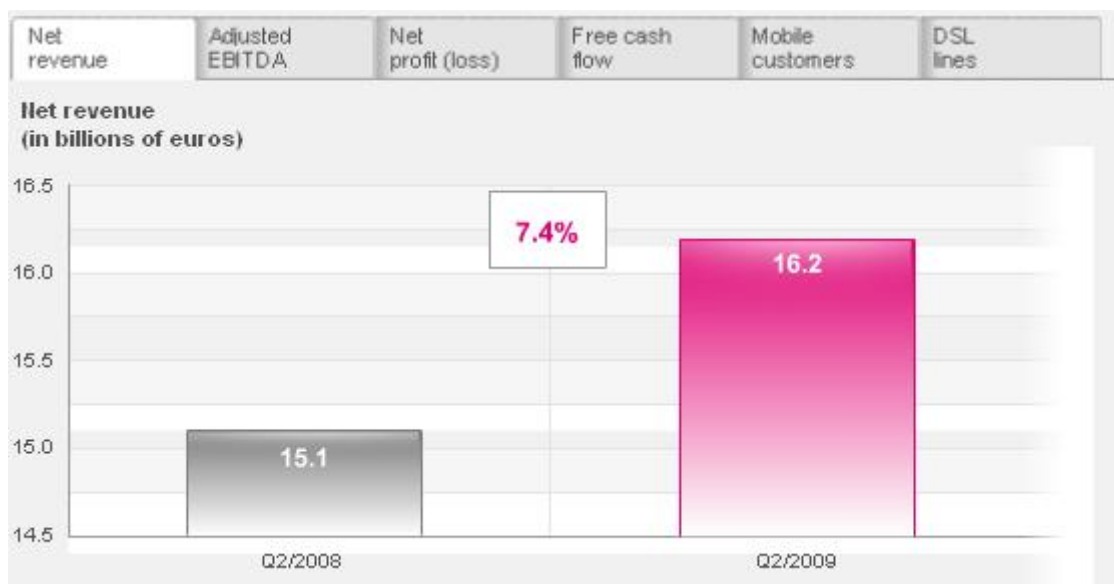 Net
revenue
Adjusted
EBITDA
Net
profit (loss)
Free cash
flow
Mobile
customers
DSL
lines
Net revenue
(in billions of euros)
16.5
7.4%
16.2
16.0
15.5
15.0
15.1
14.5
Q2/2008
Q2/2009